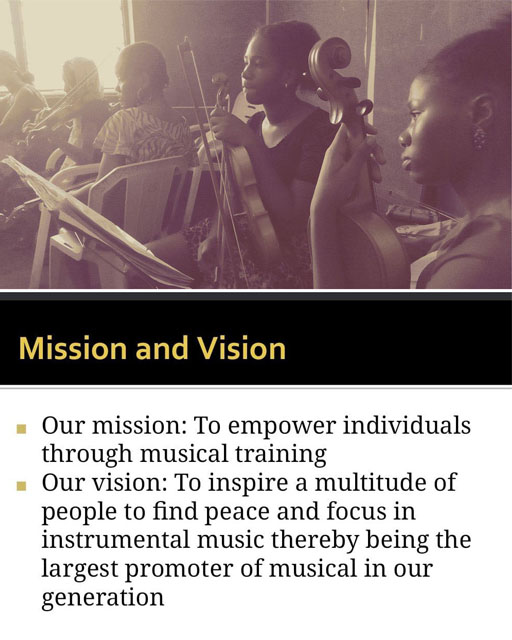 Mission and Vision
Our mission: To empower individuals
through musical training
Our vision: To inspire a multitude of
people to find peace and focus in
instrumental music thereby being the
largest promoter of musical in our
generation